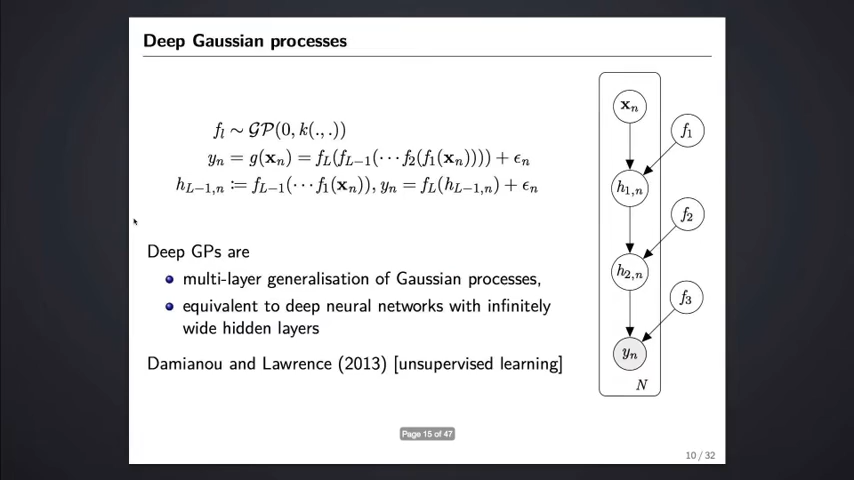 Deep Gaussian processes
f_l ∼ 𝒢𝒫(0, k(., .))
y_n = g(𝐱_n) = f_L(f_{L−1}(⋯ f_2(f_1(𝐱_n)))) + ϵ_n
h_{L−1,n} ≔ f_{L−1}(⋯ f_1(𝐱_n)), y_n = f_L(h_{L−1,n}) + ϵ_n
Deep GPs are
multi-layer generalisation of Gaussian processes,
equivalent to deep neural networks with infinitely
wide hidden layers
Damianou and Lawrence (2013) [unsupervised learning]
𝐱_n
f_1
h_{1,n}
f_2
h_{2,n}
f_3
y_n
N
Page 15 of 47
10 / 32